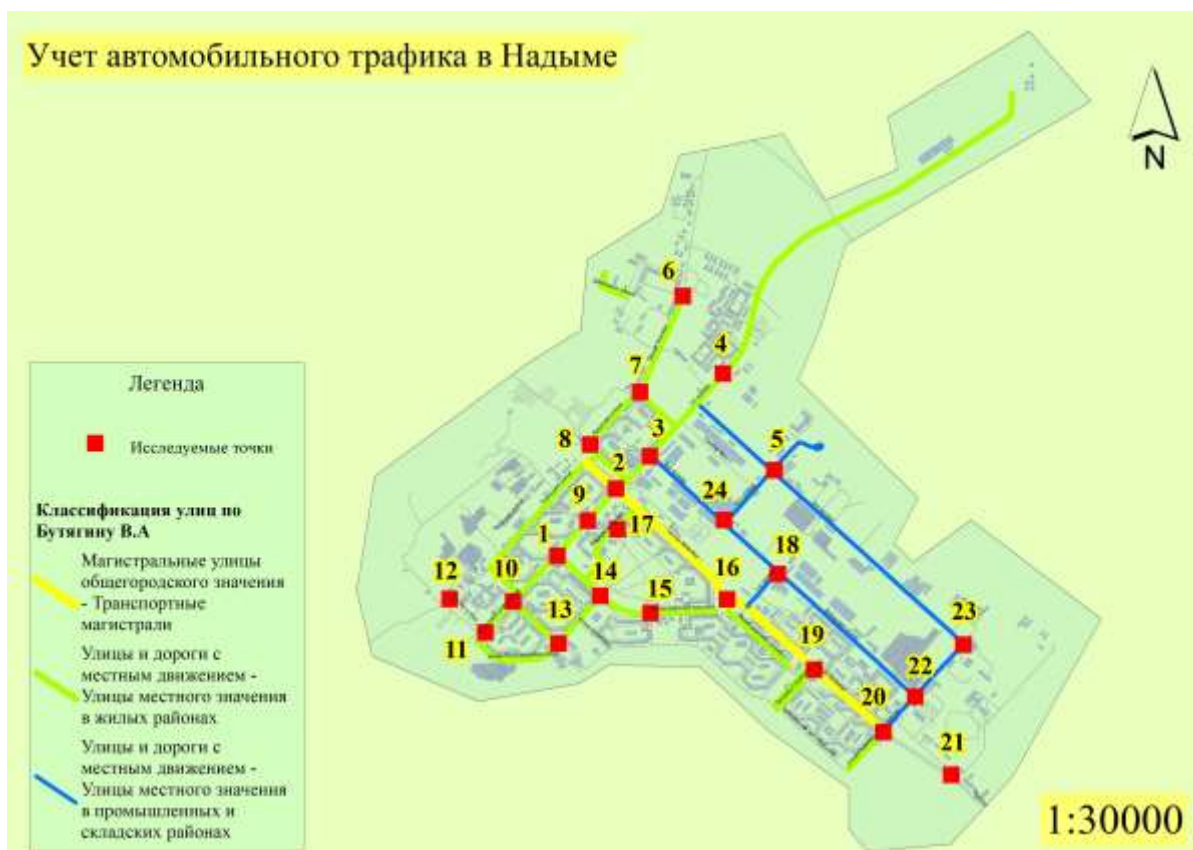 Учет автомобильного трафика в Надыме
N
6
4
7
Легенда
8
3
5
Исследуемые точки
2
9
24
17
Классификация улиц по
Бутягину В.А
1
18
Магистральные улицы
общегородского значения
- Транспортные
магистрали
12
10
14
15
16
13
23
11
19
22
Улицы и дороги с
местным движением -
Улицы местного значения
в жилых районах
20
21
Улицы и дороги с
местным движением -
Улицы местного значения
в промышленных и
складских районах
1:30000